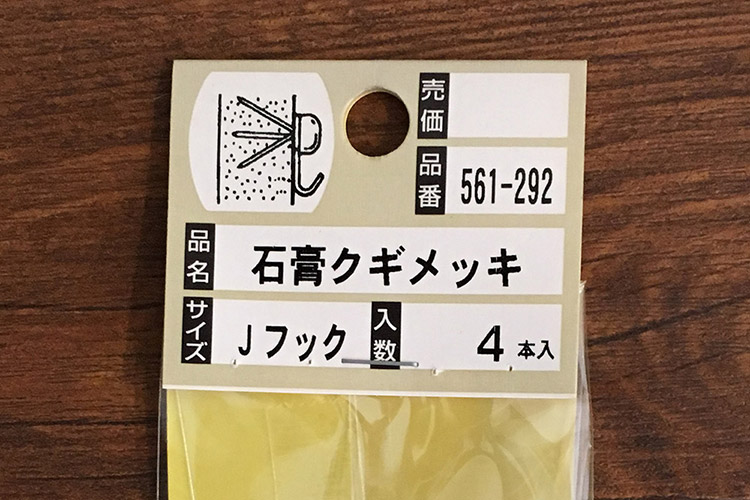 売価
品番 561-292
品名 石膏クギメッキ
サイズ Jフック 入数 4本入